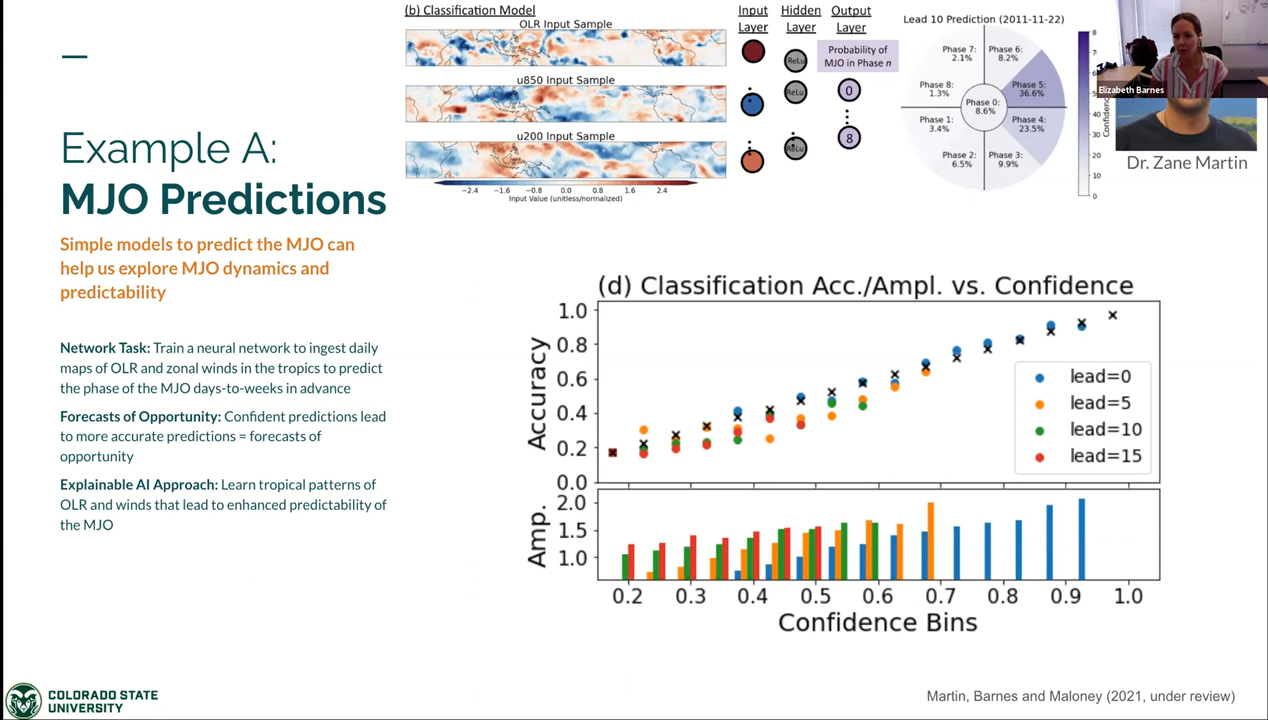 Example A:
MJO Predictions
Simple models to predict the MJO can
help us explore MJO dynamics and
predictability
Network Task: Train a neural network to ingest daily
maps of OLR and zonal winds in the tropics to predict
the phase of the MJO days-to-weeks in advance
Forecasts of Opportunity: Confident predictions lead
to more accurate predictions = forecasts of
opportunity
Explainable AI Approach: Learn tropical patterns of
OLR and winds that lead to enhanced predictability of
the MJO
(b) Classification Model
OLR Input Sample
u850 Input Sample
u200 Input Sample
−2.4 −1.6 −0.8 0.0 0.8 1.6 2.4
Input Value (unitless/normalized)
Input
Layer
Hidden
Layer
Output
Layer
ReLu
ReLu
ReLu
Probability of
MJO in Phase n
0
8
Lead 10 Prediction (2011-11-22)
Phase 7:
2.1%
Phase 6:
8.2%
Phase 8:
1.3%
Phase 5:
36.6%
Phase 0:
8.6%
Phase 1:
3.4%
Phase 4:
23.5%
Phase 2:
6.5%
Phase 3:
9.9%
Elizabeth Barnes
Dr. Zane Martin
(d) Classification Acc./Ampl. vs. Confidence
Accuracy
1.0
0.8
0.6
0.4
0.2
0.0
lead=0
lead=5
lead=10
lead=15
Amp.
2.0
1.5
1.0
0.2 0.3 0.4 0.5 0.6 0.7 0.8 0.9 1.0
Confidence Bins
COLORADO STATE
UNIVERSITY
Martin, Barnes and Maloney (2021, under review)